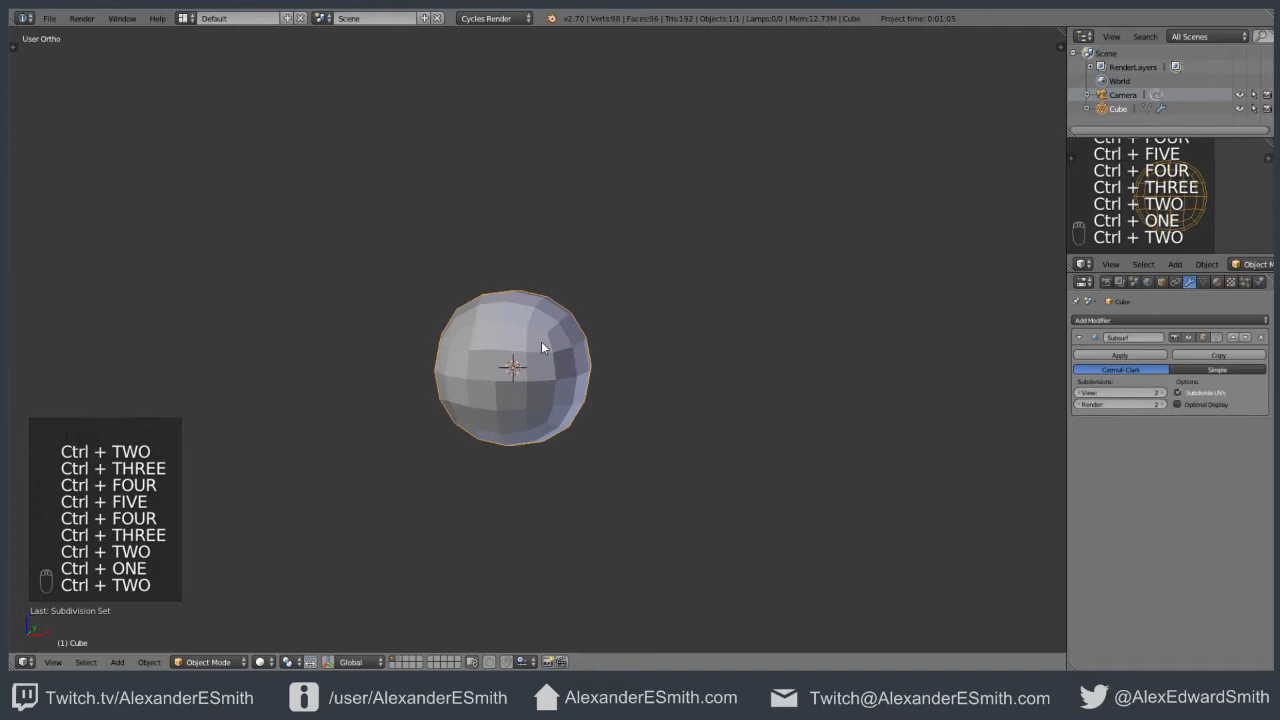 File Render Window Help Default Scene Cycles Render v2.70 | Verts:98 | Faces:96 | Tris:192 | Objects:1/1 | Lamps:0/0 | Mem:12.73M | Cube Project time: 0:01:05
User Ortho
View Search All Scenes
Scene
RenderLayers
World
Camera
Cube
Ctrl + FOUR
Ctrl + FIVE
Ctrl + FOUR
Ctrl + THREE
Ctrl + TWO
Ctrl + ONE
Ctrl + TWO
View Select Add Object Object M
Cube
Add Modifier
Subsurf
Apply Copy
Catmull-Clark Simple
Subdivisions: Options:
View: 2 Subdivide UVs
Render: 2 Optimal Display
Ctrl + TWO
Ctrl + THREE
Ctrl + FOUR
Ctrl + FIVE
Ctrl + FOUR
Ctrl + THREE
Ctrl + TWO
Ctrl + ONE
Ctrl + TWO
Last: Subdivision Set
(1) Cube
View Select Add Object Object Mode Global
Twitch.tv/AlexanderESmith /user/AlexanderESmith AlexanderESmith.com Twitch@AlexanderESmith.com @AlexEdwardSmith